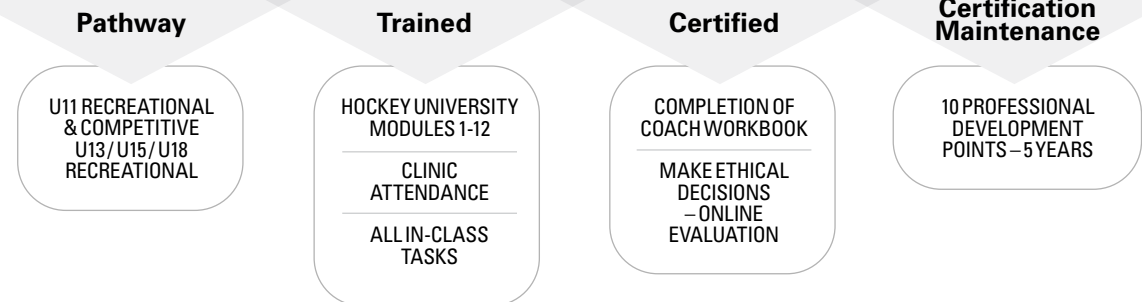 Pathway
U11 RECREATIONAL
& COMPETITIVE
U13 / U15 / U18
RECREATIONAL
Trained
HOCKEY UNIVERSITY
MODULES 1-12
CLINIC
ATTENDANCE
ALL IN-CLASS
TASKS
Certified
COMPLETION OF
COACH WORKBOOK
MAKE ETHICAL
DECISIONS
– ONLINE
EVALUATION
Certification
Maintenance
10 PROFESSIONAL
DEVELOPMENT
POINTS – 5 YEARS